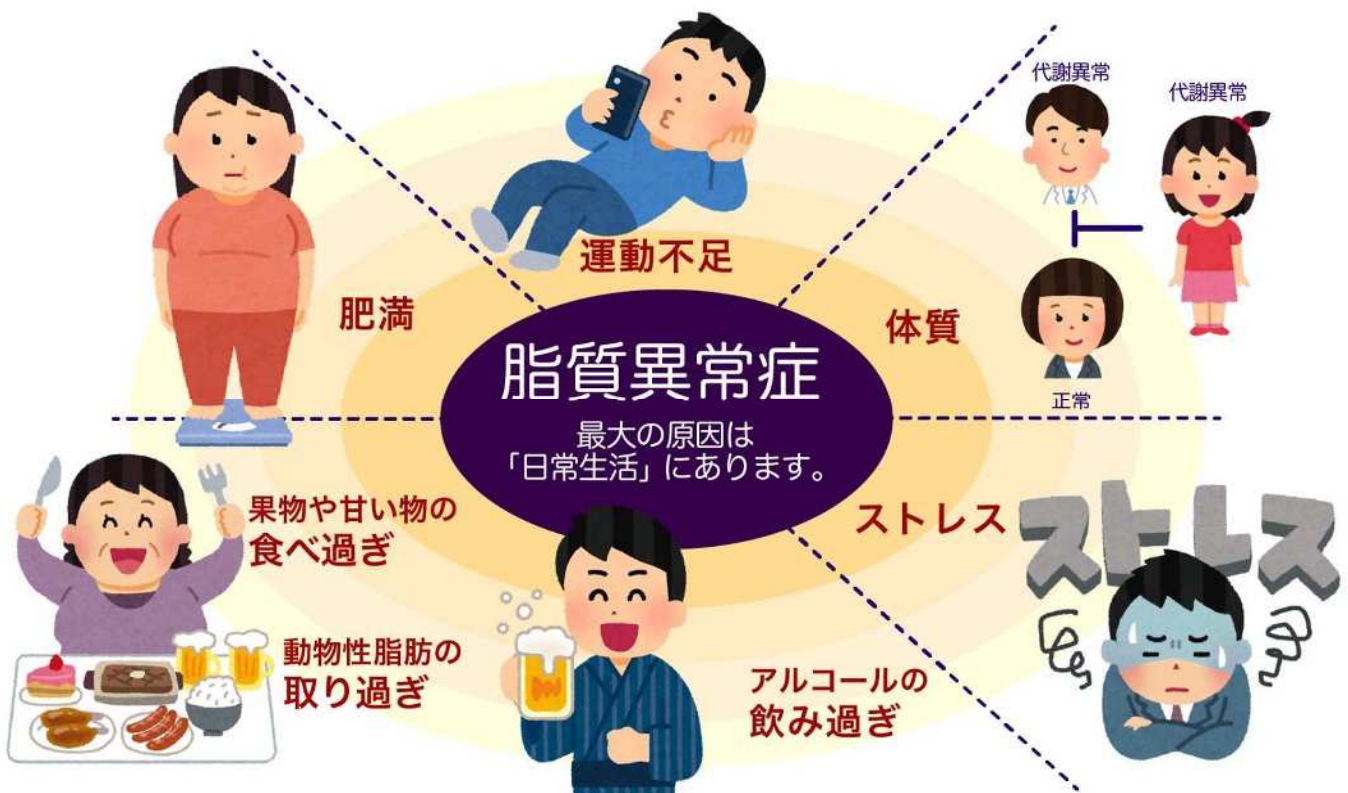 脂質異常症
最大の原因は
「日常生活」にあります。
運動不足
肥満
体質
代謝異常
代謝異常
正常
果物や甘い物の
食べ過ぎ
動物性脂肪の
取り過ぎ
アルコールの
飲み過ぎ
ストレス
ストレス